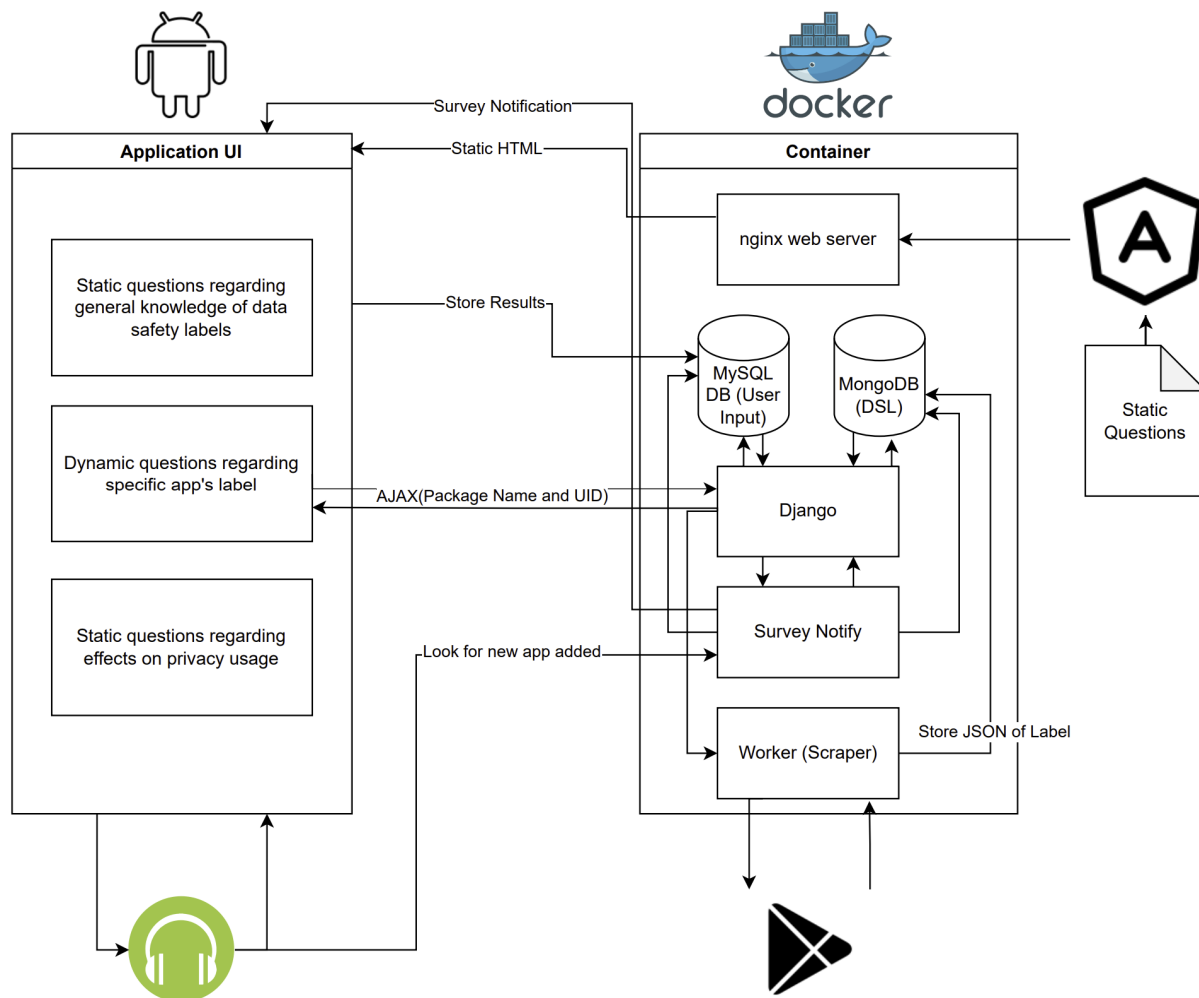 docker
Survey Notification
Application UI
Static HTML
Container
nginx web server
A
Static questions regarding
general knowledge of data
safety labels
Store Results
MySQL
DB (User
Input)
MongoDB
(DSL)
Static
Questions
Dynamic questions regarding
specific app's label
AJAX(Package Name and UID)
Django
Static questions regarding
effects on privacy usage
Survey Notify
Look for new app added
Store JSON of Label
Worker (Scraper)